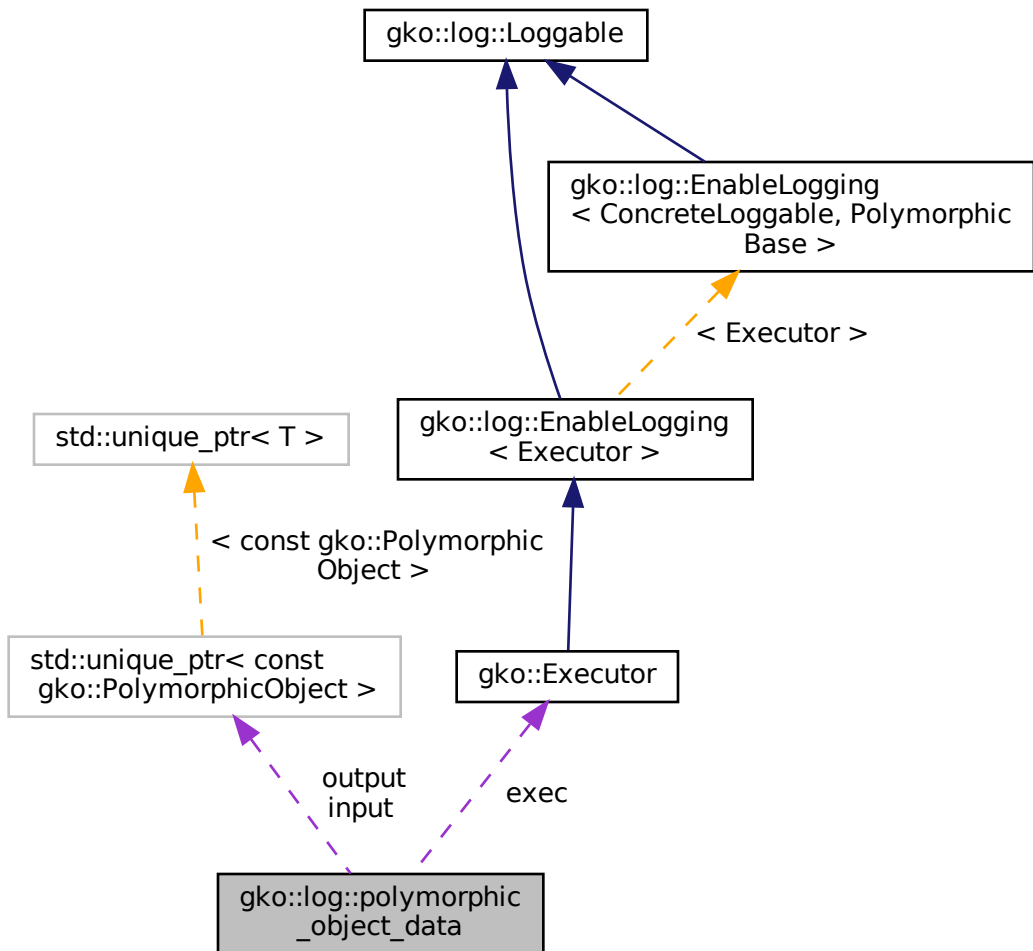 gko::log::Loggable
gko::log::EnableLogging
< ConcreteLoggable, Polymorphic
Base >
< Executor >
gko::log::EnableLogging
< Executor >
std::unique_ptr< T >
< const gko::Polymorphic
Object >
std::unique_ptr< const
gko::PolymorphicObject >
gko::Executor
output
input
exec
gko::log::polymorphic
_object_data